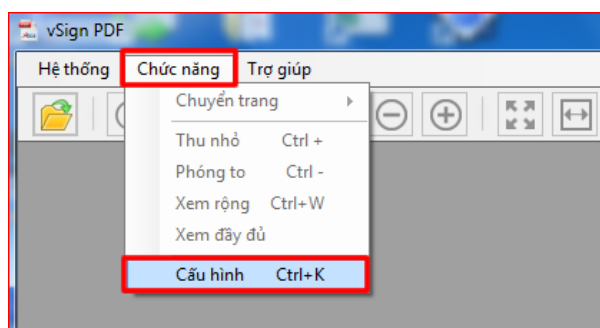 vSign PDF
Hệ thống Chức năng Trợ giúp
Chuyển trang
Thu nhỏ Ctrl +
Phóng to Ctrl -
Xem rộng Ctrl+W
Xem đầy đủ
Cấu hình Ctrl+K